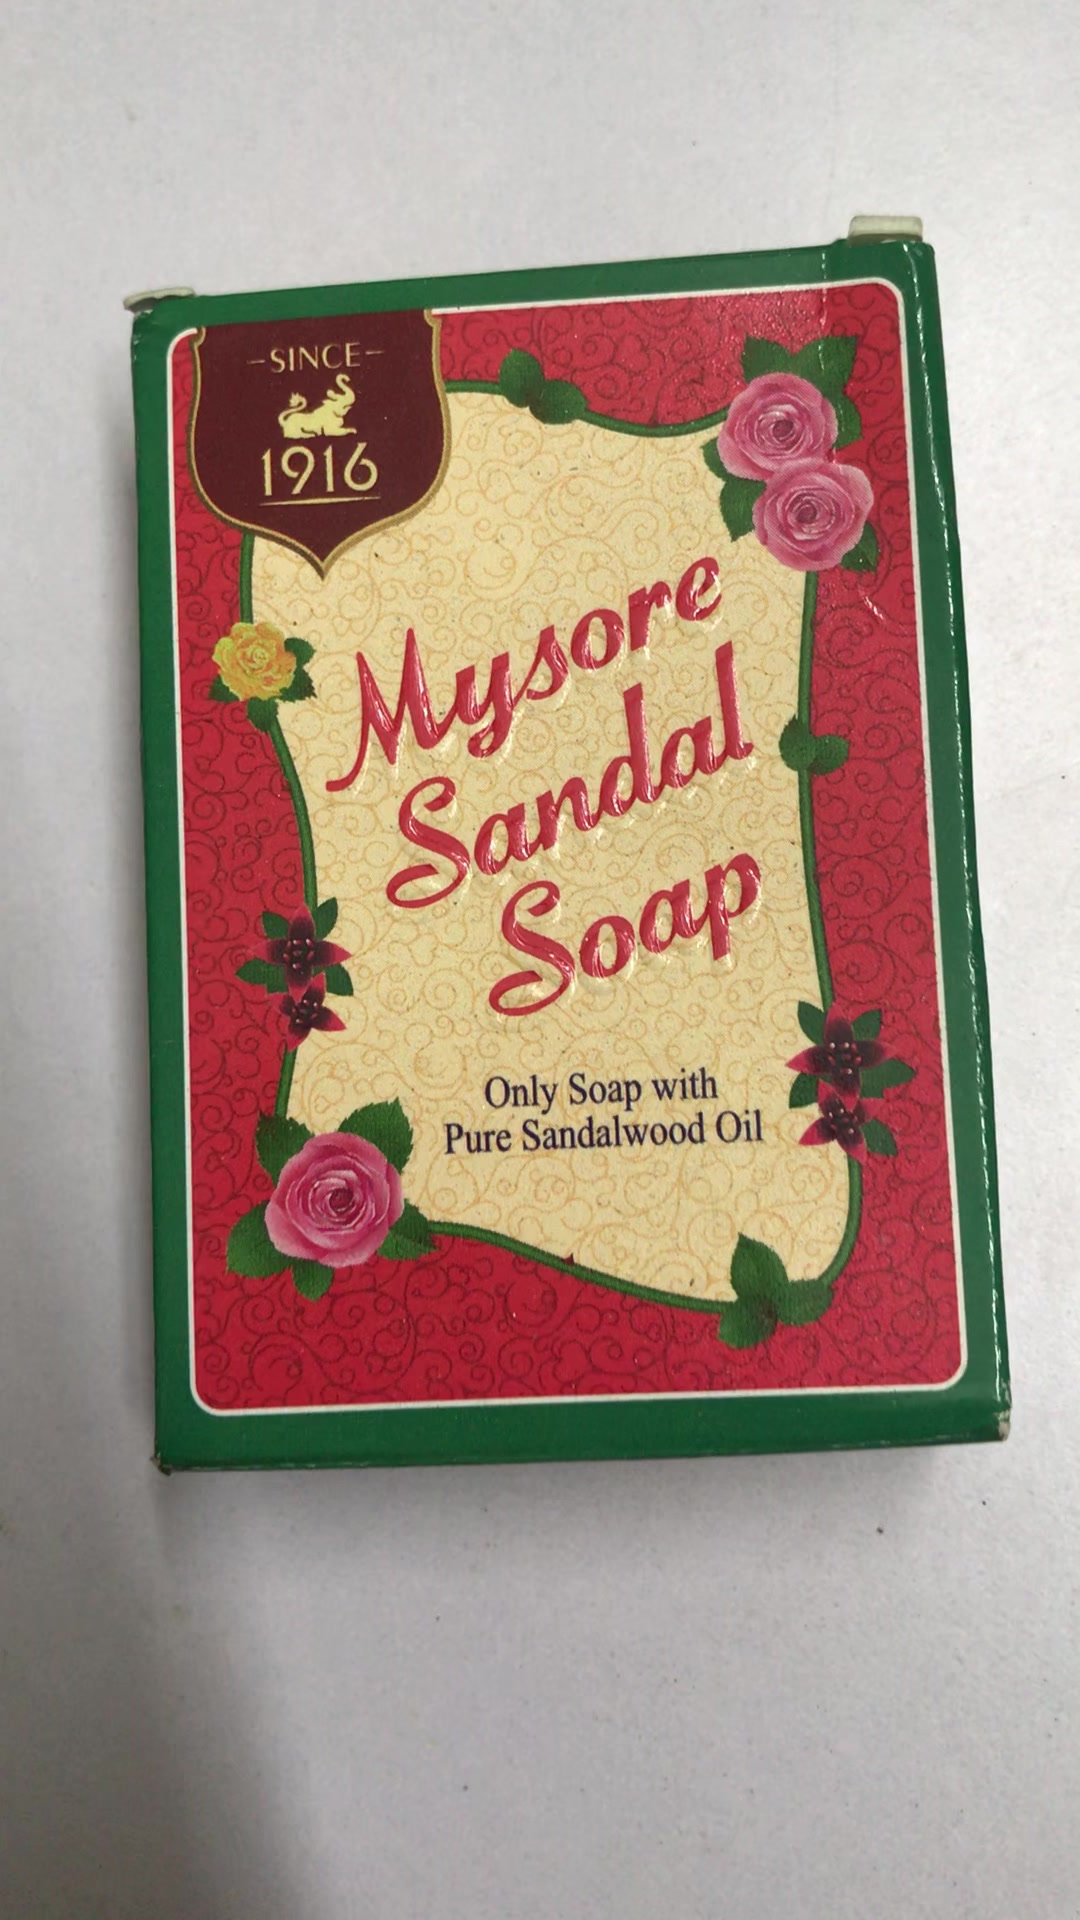 -SINCE-
1916
Mysore
Sandal
Soap
Only Soap with
Pure Sandalwood Oil